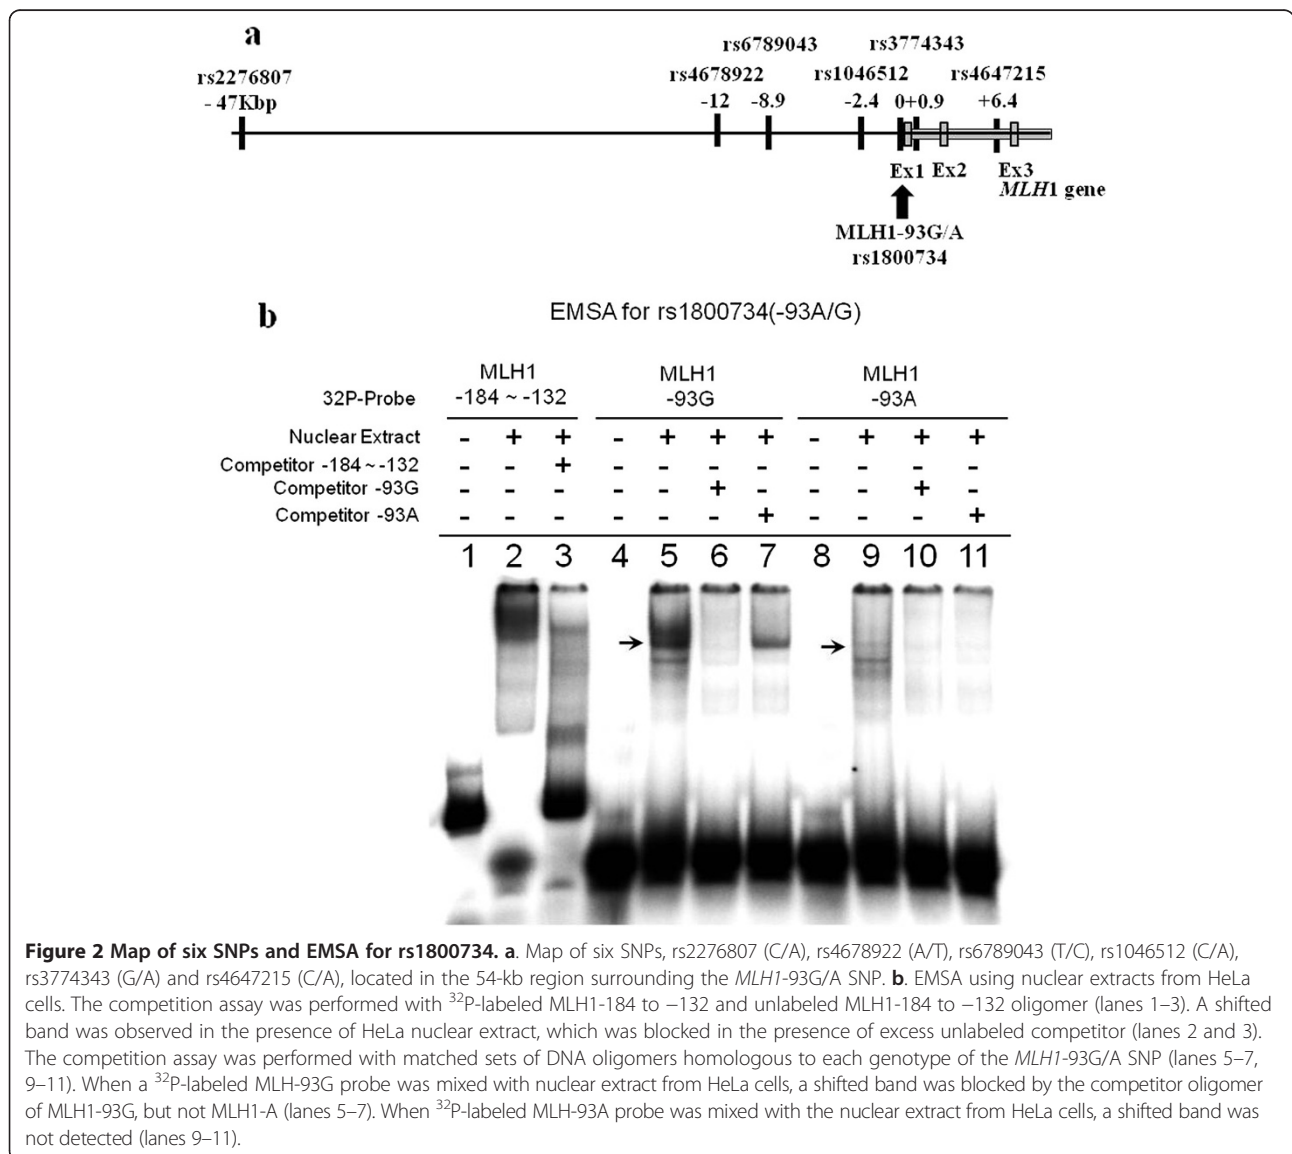 a
rs6789043 rs3774343
rs2276807 rs4678922 rs1046512 rs4647215
- 47Kbp -12 -8.9 -2.4 0+0.9 +6.4
Ex1 Ex2 Ex3
MLH1 gene
MLH1-93G/A
rs1800734
b EMSA for rs1800734(-93A/G)
MLH1 MLH1 MLH1
32P-Probe -184 ~ -132 -93G -93A
Nuclear Extract - + + - + + + - + + +
Competitor -184 ~ -132 - - + - - - - - - - -
Competitor -93G - - - - - + - - - + -
Competitor -93A - - - - - - + - - - +
1 2 3 4 5 6 7 8 9 10 11
Figure 2 Map of six SNPs and EMSA for rs1800734. a. Map of six SNPs, rs2276807 (C/A), rs4678922 (A/T), rs6789043 (T/C), rs1046512 (C/A),
rs3774343 (G/A) and rs4647215 (C/A), located in the 54-kb region surrounding the MLH1-93G/A SNP. b. EMSA using nuclear extracts from HeLa
cells. The competition assay was performed with 32P-labeled MLH1-184 to −132 and unlabeled MLH1-184 to −132 oligomer (lanes 1–3). A shifted
band was observed in the presence of HeLa nuclear extract, which was blocked in the presence of excess unlabeled competitor (lanes 2 and 3).
The competition assay was performed with matched sets of DNA oligomers homologous to each genotype of the MLH1-93G/A SNP (lanes 5–7,
9–11). When a 32P-labeled MLH-93G probe was mixed with nuclear extract from HeLa cells, a shifted band was blocked by the competitor oligomer
of MLH1-93G, but not MLH1-A (lanes 5–7). When 32P-labeled MLH-93A probe was mixed with the nuclear extract from HeLa cells, a shifted band was
not detected (lanes 9–11).